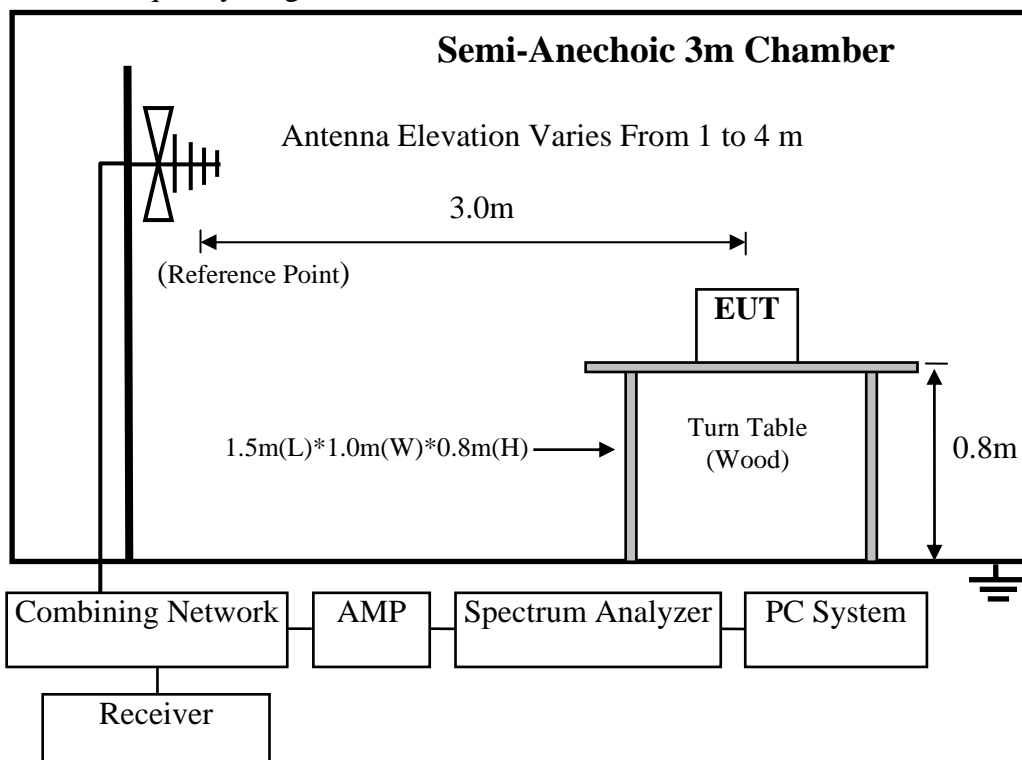 Semi-Anechoic 3m Chamber
Antenna Elevation Varies From 1 to 4 m
3.0m
(Reference Point)
EUT
1.5m(L)*1.0m(W)*0.8m(H)
Turn Table
(Wood)
0.8m
Combining Network
AMP
Spectrum Analyzer
PC System
Receiver